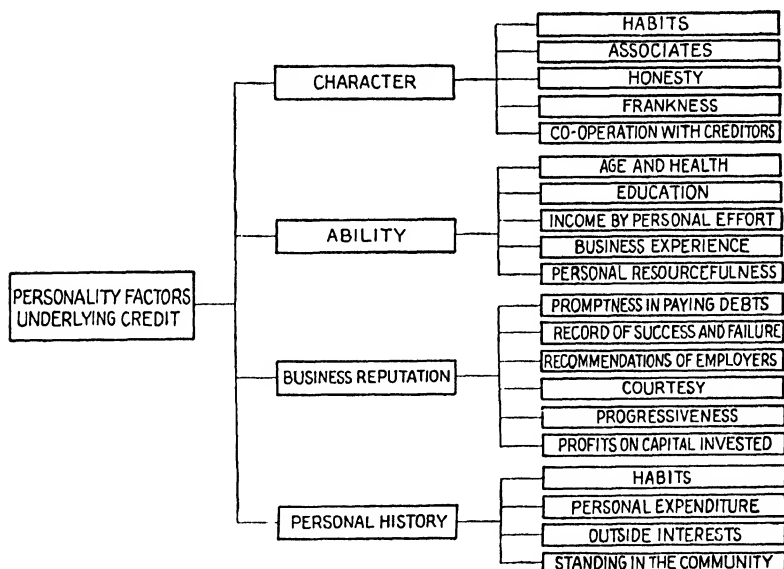 PERSONALITY FACTORS
UNDERLYING CREDIT
CHARACTER
HABITS
ASSOCIATES
HONESTY
FRANKNESS
CO-OPERATION WITH CREDITORS
ABILITY
AGE AND HEALTH
EDUCATION
INCOME BY PERSONAL EFFORT
BUSINESS EXPERIENCE
PERSONAL RESOURCEFULNESS
BUSINESS REPUTATION
PROMPTNESS IN PAYING DEBTS
RECORD OF SUCCESS AND FAILURE
RECOMMENDATIONS OF EMPLOYERS
COURTESY
PROGRESSIVENESS
PROFITS ON CAPITAL INVESTED
PERSONAL HISTORY
HABITS
PERSONAL EXPENDITURE
OUTSIDE INTERESTS
STANDING IN THE COMMUNITY